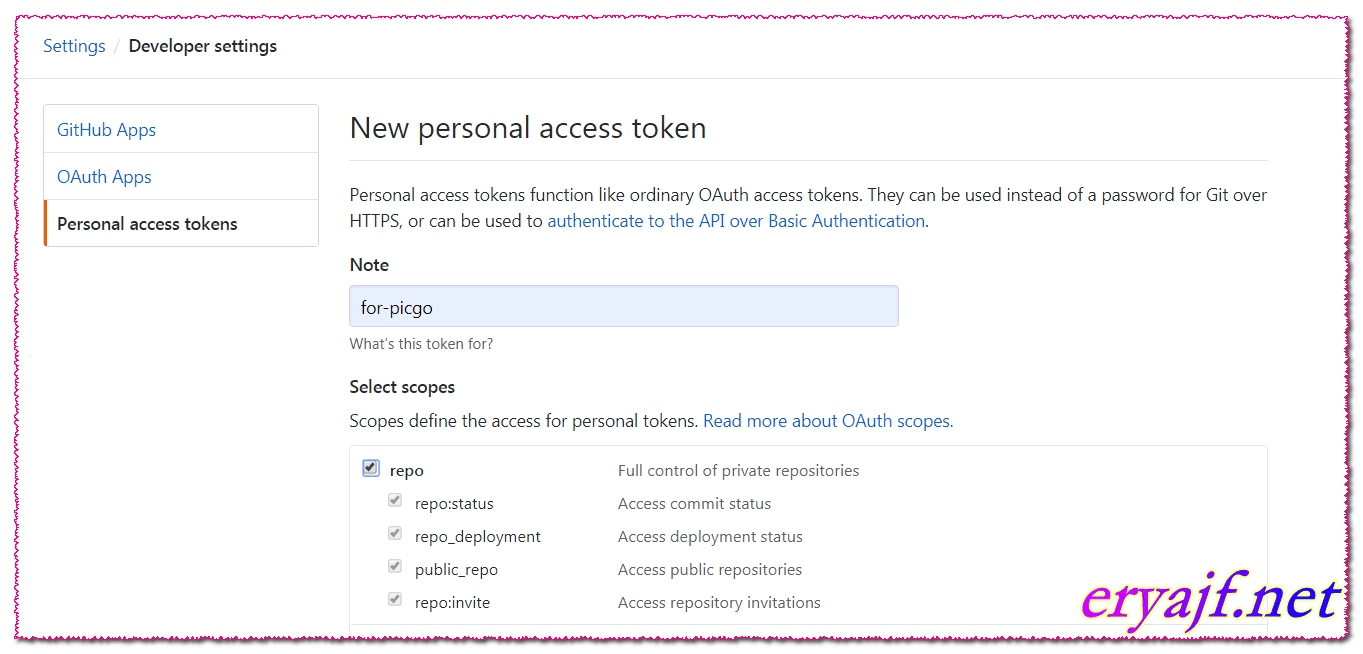 Settings / Developer settings
GitHub Apps
OAuth Apps
Personal access tokens
New personal access token
Personal access tokens function like ordinary OAuth access tokens. They can be used instead of a password for Git over
HTTPS, or can be used to authenticate to the API over Basic Authentication.
Note
for-picgo
What's this token for?
Select scopes
Scopes define the access for personal tokens. Read more about OAuth scopes.
repo Full control of private repositories
repo:status Access commit status
repo_deployment Access deployment status
public_repo Access public repositories
repo:invite Access repository invitations
eryajf.net